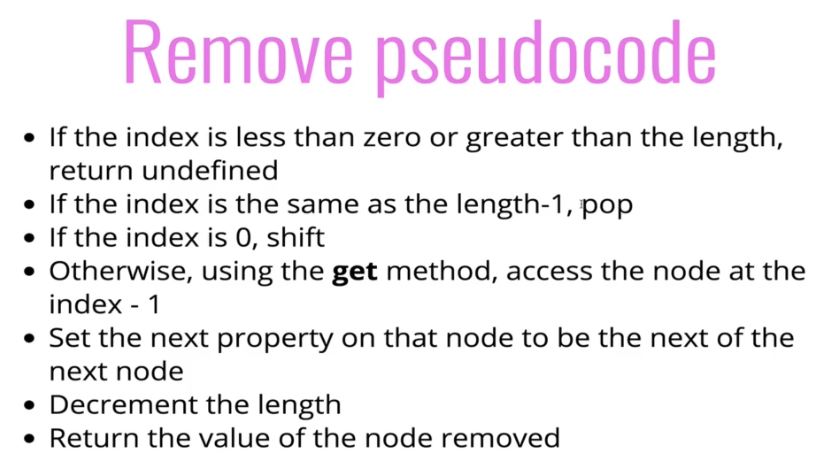 Remove pseudocode
• If the index is less than zero or greater than the length,
return undefined
• If the index is the same as the length-1, pop
• If the index is 0, shift
• Otherwise, using the get method, access the node at the
index - 1
• Set the next property on that node to be the next of the
next node
• Decrement the length
• Return the value of the node removed